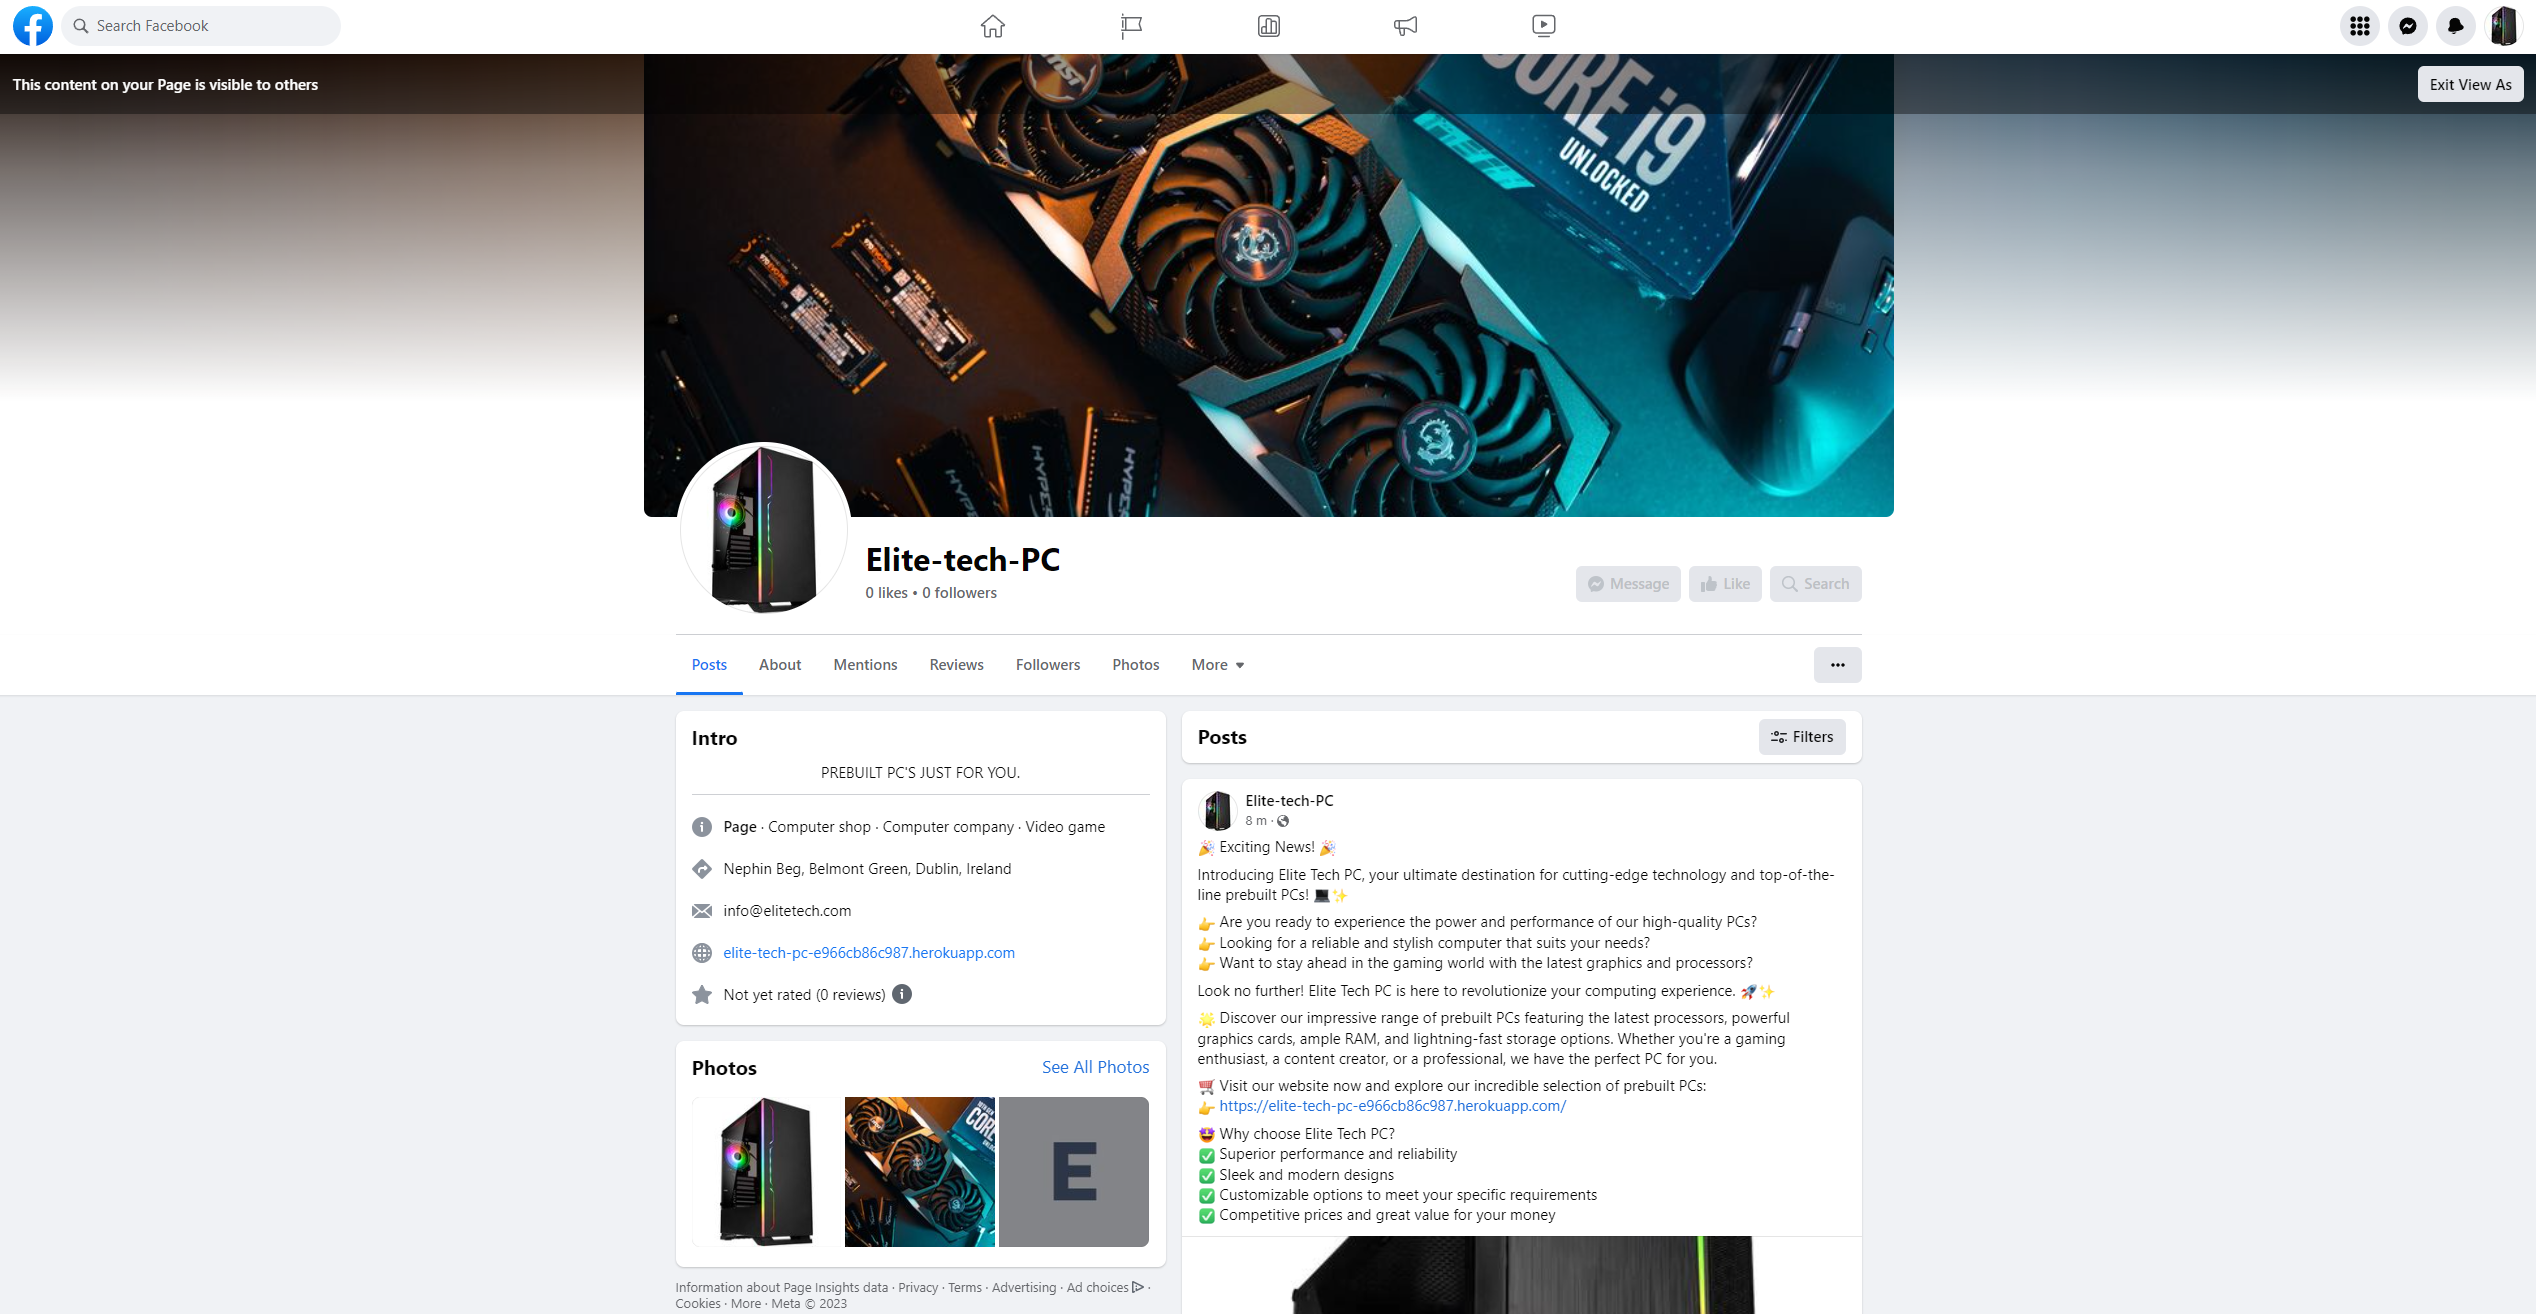 Search Facebook
This content on your Page is visible to others
Exit View As
CORE i9
UNLOCKED
HYPERX
HYPERX
Elite-tech-PC
0 likes • 0 followers
Message
Like
Search
Posts
About
Mentions
Reviews
Followers
Photos
More
Intro
PREBUILT PC'S JUST FOR YOU.
Page · Computer shop · Computer company · Video game
Nephin Beg, Belmont Green, Dublin, Ireland
info@elitetech.com
elite-tech-pc-e966cb86c987.herokuapp.com
Not yet rated (0 reviews)
Photos
See All Photos
CORE
E
Information about Page Insights data · Privacy · Terms · Advertising · Ad choices ·
Cookies · More · Meta © 2023
Posts
Filters
Elite-tech-PC
8 m ·
🎉 Exciting News! 🎉
Introducing Elite Tech PC, your ultimate destination for cutting-edge technology and top-of-the-
line prebuilt PCs! 💻✨
👉 Are you ready to experience the power and performance of our high-quality PCs?
👉 Looking for a reliable and stylish computer that suits your needs?
👉 Want to stay ahead in the gaming world with the latest graphics and processors?
Look no further! Elite Tech PC is here to revolutionize your computing experience. 🚀✨
🌟 Discover our impressive range of prebuilt PCs featuring the latest processors, powerful
graphics cards, ample RAM, and lightning-fast storage options. Whether you're a gaming
enthusiast, a content creator, or a professional, we have the perfect PC for you.
🛒 Visit our website now and explore our incredible selection of prebuilt PCs:
👉 https://elite-tech-pc-e966cb86c987.herokuapp.com/
🤩 Why choose Elite Tech PC?
✅ Superior performance and reliability
✅ Sleek and modern designs
✅ Customizable options to meet your specific requirements
✅ Competitive prices and great value for your money